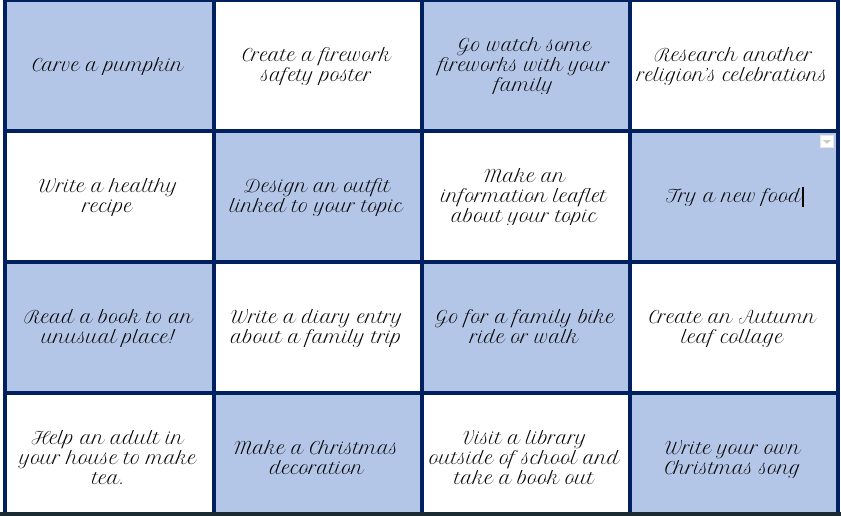 Carve a pumpkin
Create a firework
safety poster
Go watch some
fireworks with your
family
Research another
religion's celebrations
Write a healthy
recipe
Design an outfit
linked to your topic
Make an
information leaflet
about your topic
Try a new food
Read a book to an
unusual place!
Write a diary entry
about a family trip
Go for a family bike
ride or walk
Create an Autumn
leaf collage
Help an adult in
your house to make
tea.
Make a Christmas
decoration
Visit a library
outside of school and
take a book out
Write your own
Christmas song